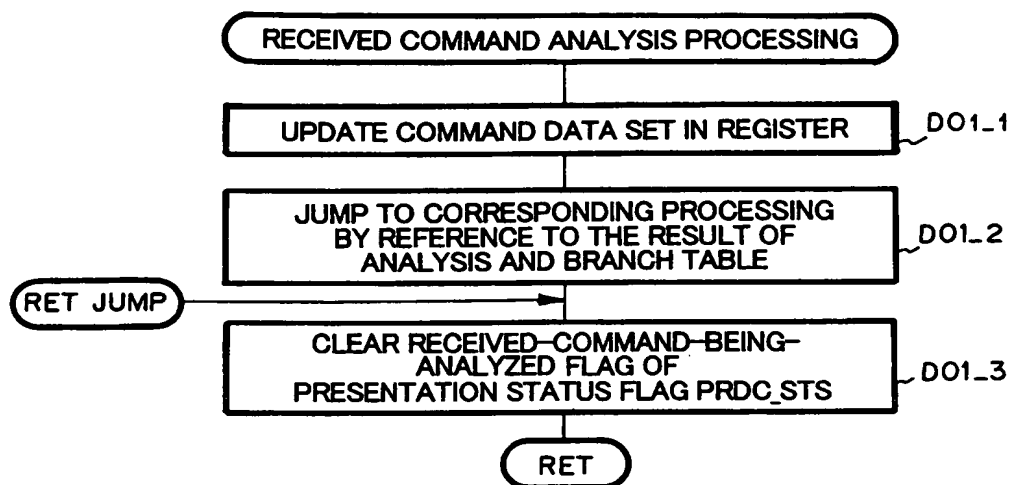 RECEIVED COMMAND ANALYSIS PROCESSING
UPDATE COMMAND DATA SET IN REGISTER
D01_1
JUMP TO CORRESPONDING PROCESSING
BY REFERENCE TO THE RESULT OF
ANALYSIS AND BRANCH TABLE
D01_2
RET JUMP
CLEAR RECEIVED-COMMAND-BEING-
ANALYZED FLAG OF
PRESENTATION STATUS FLAG PRDC_STS
D01_3
RET